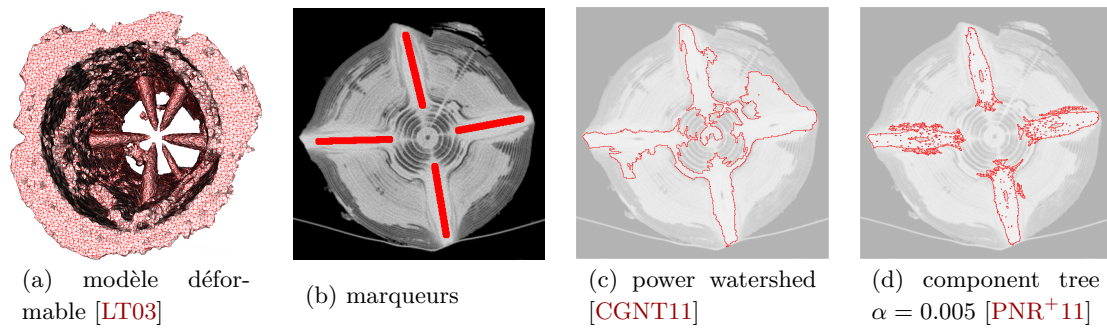 (a) modèle défor-
mable [LT03]
(b) marqueurs
(c) power watershed
[CGNT11]
(d) component tree
α = 0.005 [PNR+11]